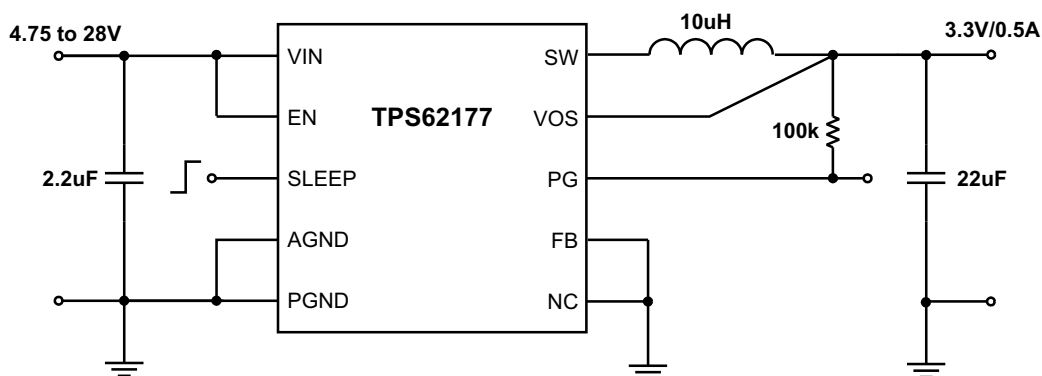 4.75 to 28V
10uH
3.3V/0.5A
VIN
SW
EN
TPS62177
VOS
100k
2.2uF
SLEEP
PG
22uF
AGND
FB
PGND
NC